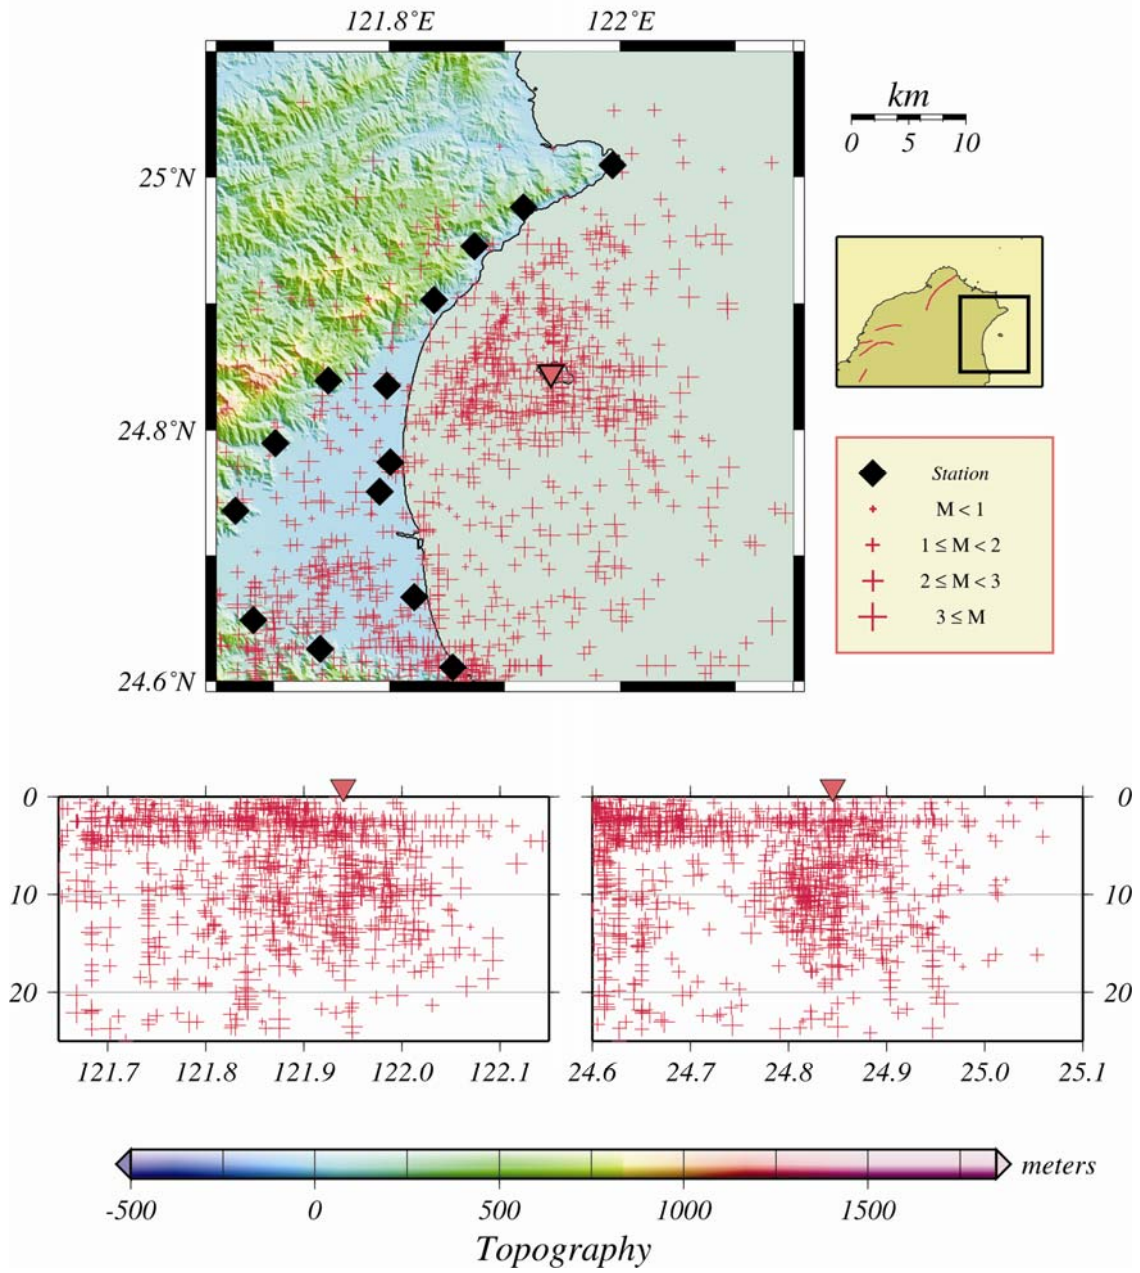 121.8°E 122°E
km
0 5 10
25°N
24.8°N
24.6°N
Station
M < 1
1 ≤ M < 2
2 ≤ M < 3
3 ≤ M
0 0
10 10
20 20
121.7 121.8 121.9 122.0 122.1 24.6 24.7 24.8 24.9 25.0 25.1
meters
-500 0 500 1000 1500
Topography